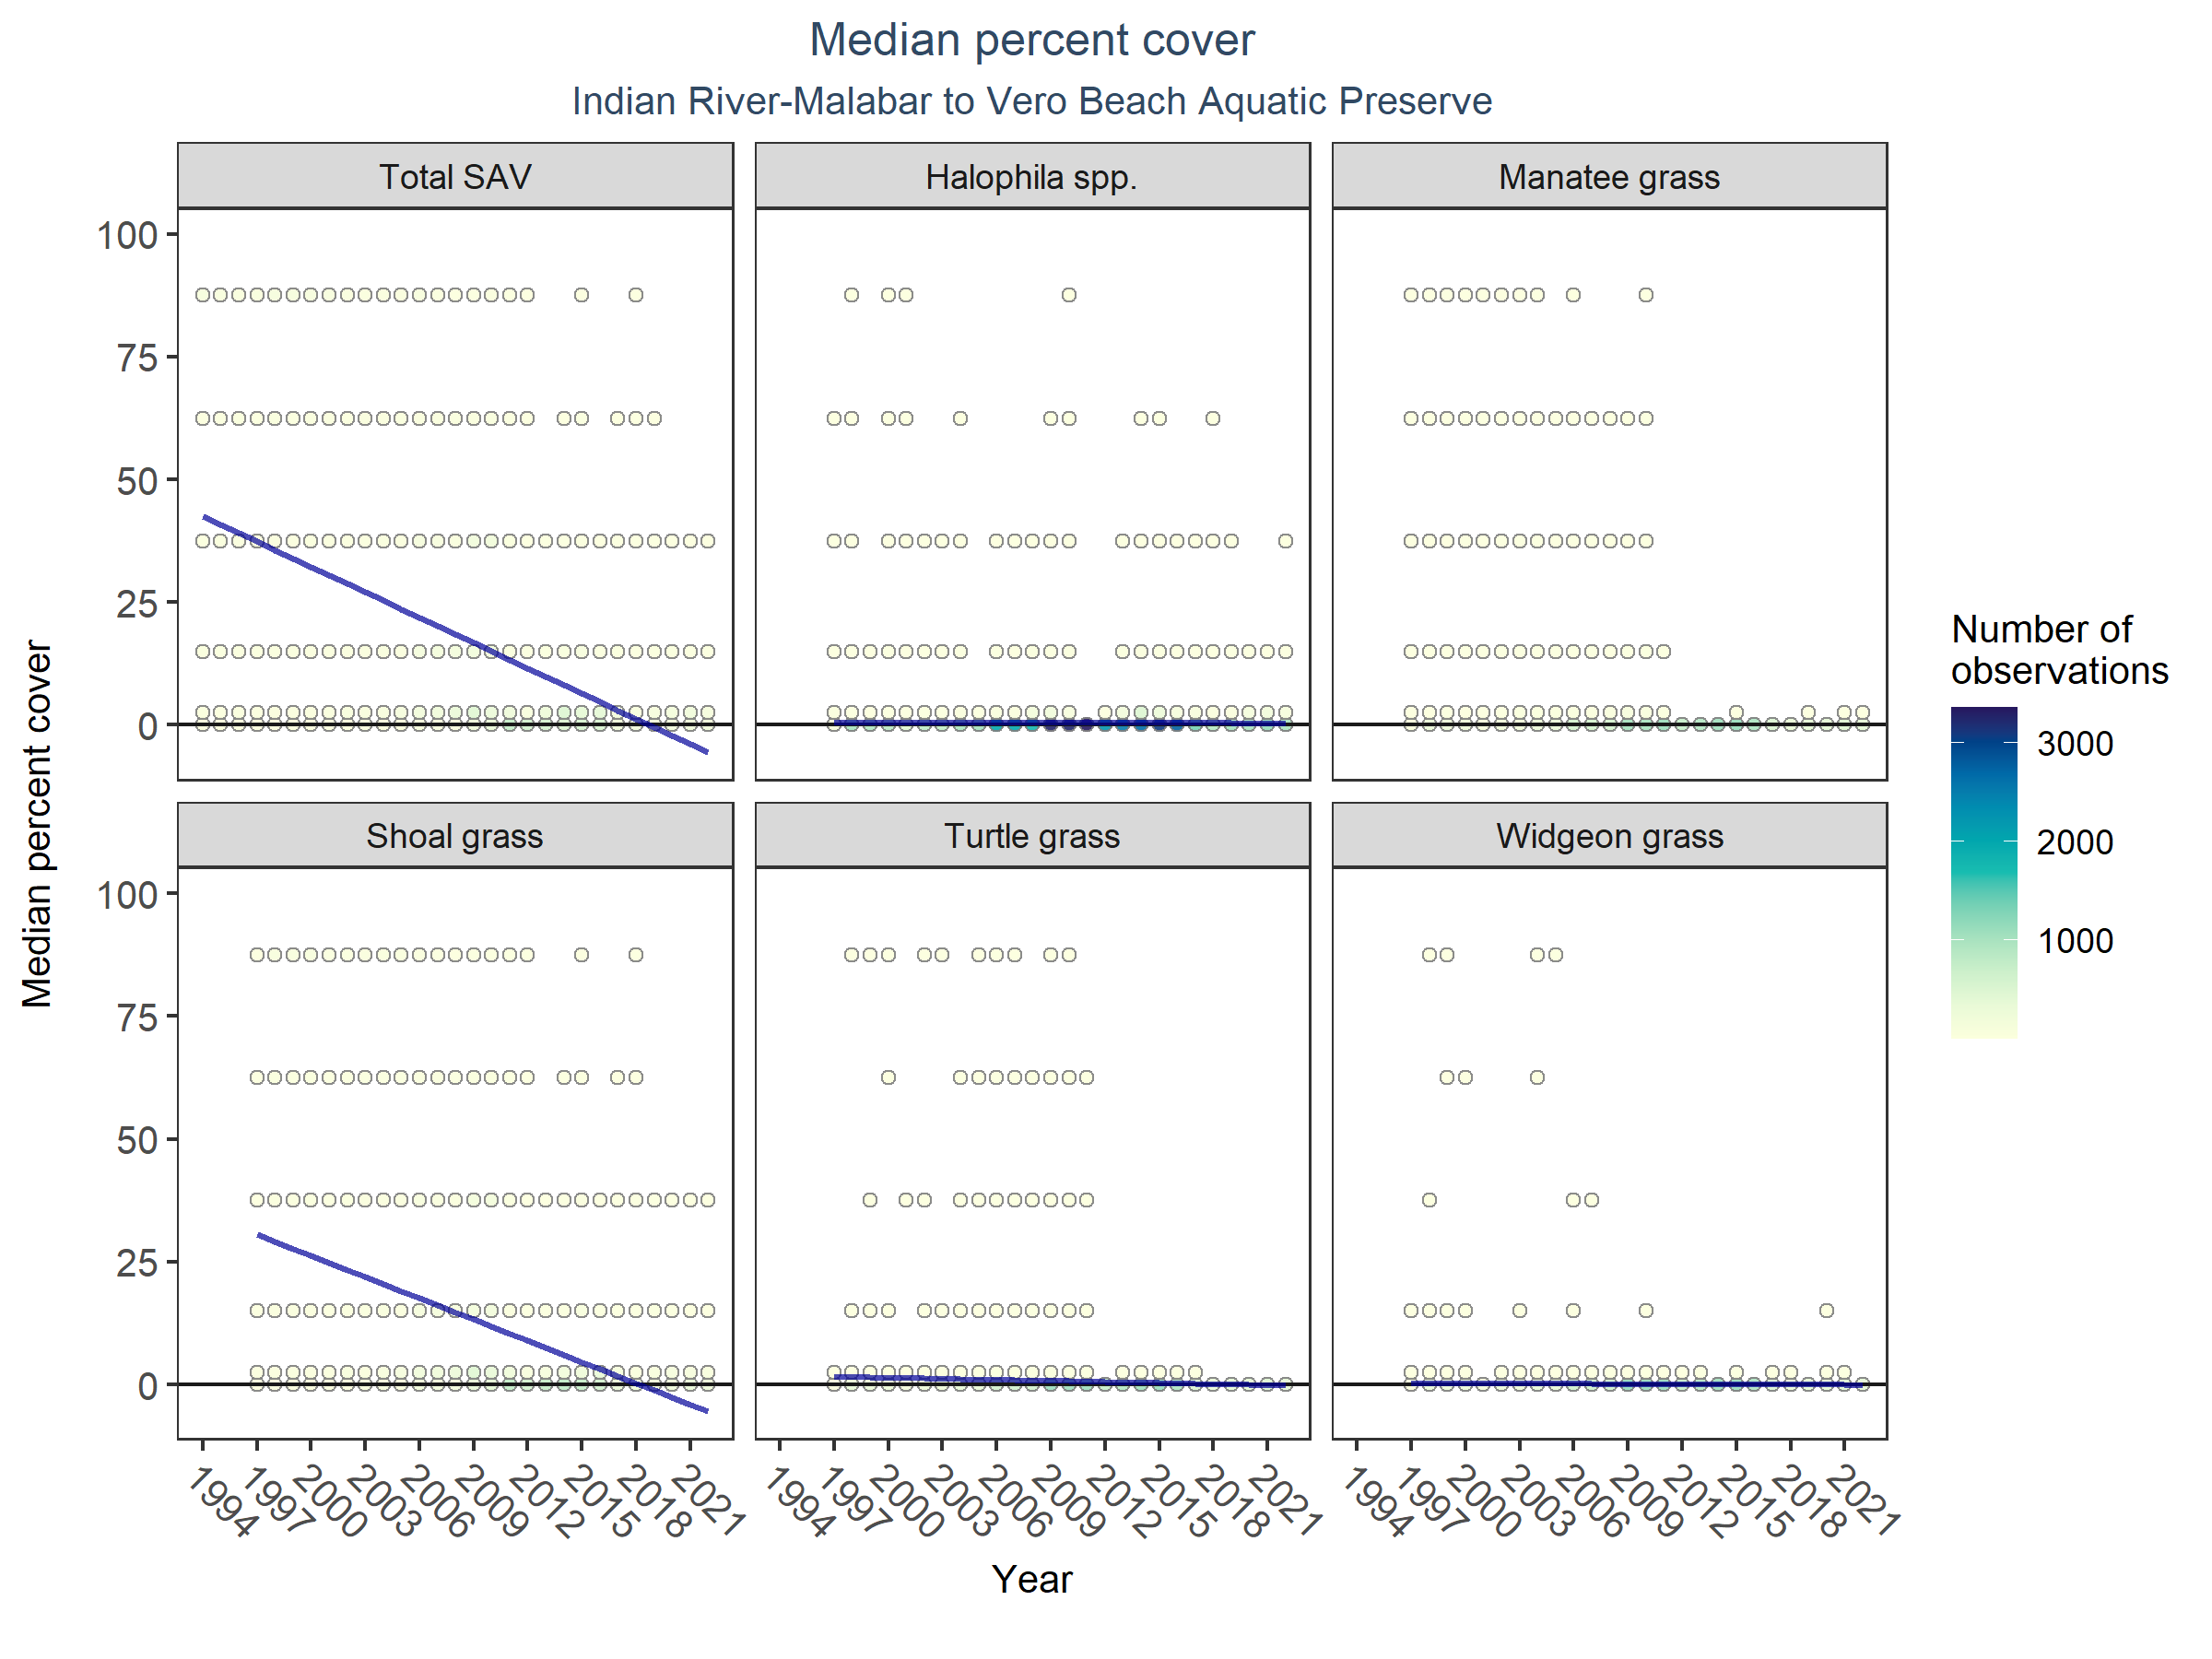 Median percent cover
Indian River-Malabar to Vero Beach Aquatic Preserve
Total SAV
Halophila spp.
Manatee grass
100
75
50
25
0
Shoal grass
Turtle grass
Widgeon grass
100
75
50
25
0
Median percent cover
1994 1997 2000 2003 2006 2009 2012 2015 2018 2021
1994 1997 2000 2003 2006 2009 2012 2015 2018 2021
1994 1997 2000 2003 2006 2009 2012 2015 2018 2021
Year
Number of
observations
3000
2000
1000